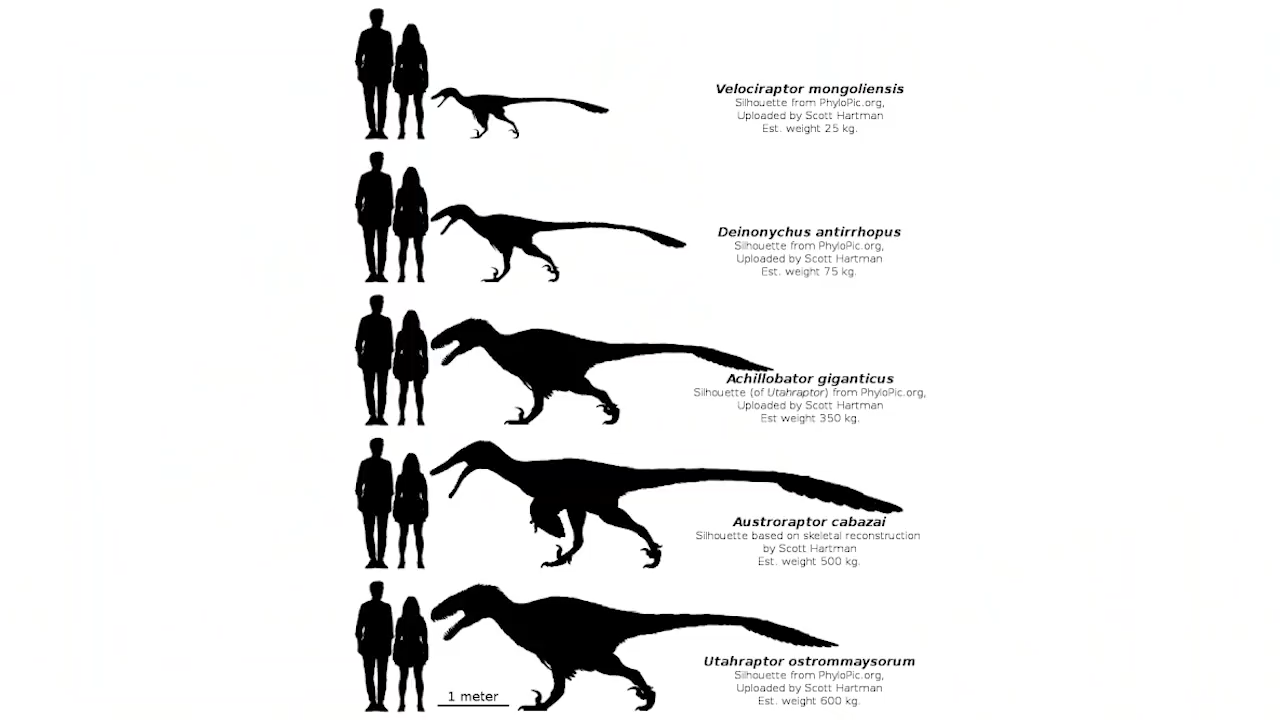 Velociraptor mongoliensis
Silhouette from PhyloPic.org,
Uploaded by Scott Hartman
Est. weight 25 kg.
Deinonychus antirrhopus
Silhouette from PhyloPic.org,
Uploaded by Scott Hartman
Est. weight 75 kg.
Achillobator giganticus
Silhouette (of Utahraptor) from PhyloPic.org,
Uploaded by Scott Hartman
Est weight 350 kg.
Austroraptor cabazai
Silhouette based on skeletal reconstruction
by Scott Hartman
Est. weight 500 kg.
Utahraptor ostrommaysorum
Silhouette from PhyloPic.org,
Uploaded by Scott Hartman
Est. weight 600 kg.
1 meter